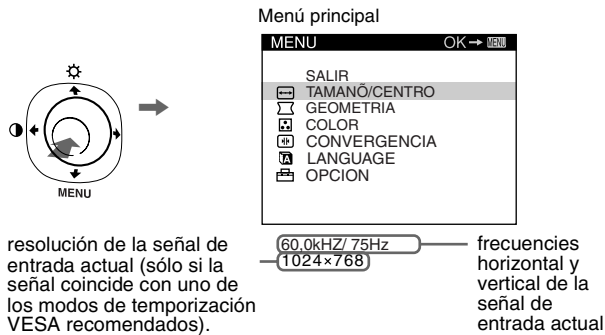 Menú principal
MENU OK→ MENU
SALIR
TAMANÕ/CENTRO
GEOMETRIA
COLOR
CONVERGENCIA
LANGUAGE
OPCION
MENU
60,0kHZ/ 75Hz
1024×768
resolución de la señal de
entrada actual (sólo si la
señal coincide con uno de
los modos de temporización
VESA recomendados).
frecuencies
horizontal y
vertical de la
señal de
entrada actual